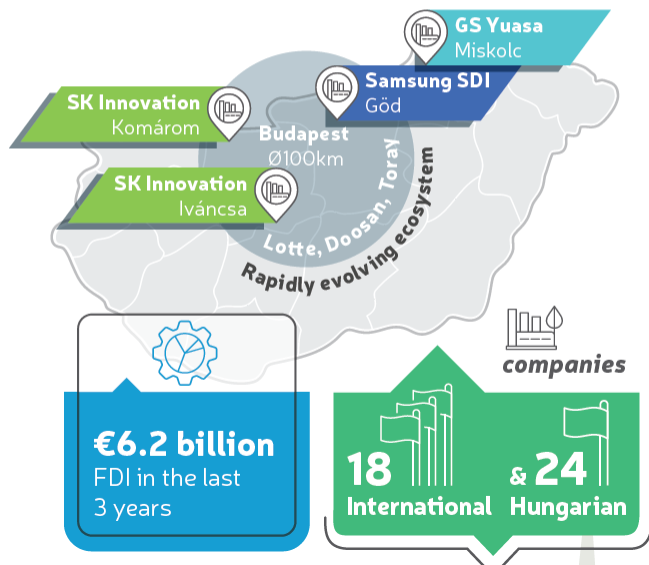 GS Yuasa
Miskolc
Samsung SDI
Göd
SK Innovation
Komárom
Budapest
Ø100km
SK Innovation
Iváncsa
Lotte, Doosan, Toray
Rapidly evolving ecosystem
companies
€6.2 billion
FDI in the last
3 years
18
International
& 24
Hungarian